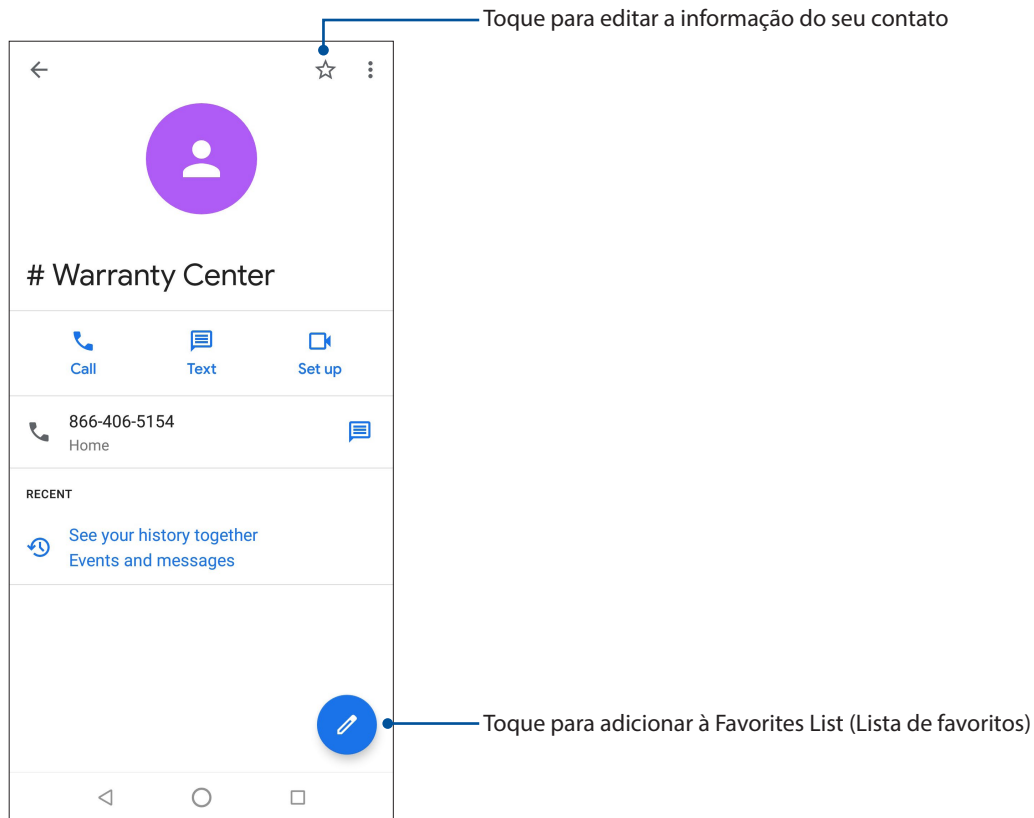 Toque para editar a informação do seu contato
# Warranty Center
Call Text Set up
866-406-5154
Home
RECENT
See your history together
Events and messages
Toque para adicionar à Favorites List (Lista de favoritos)